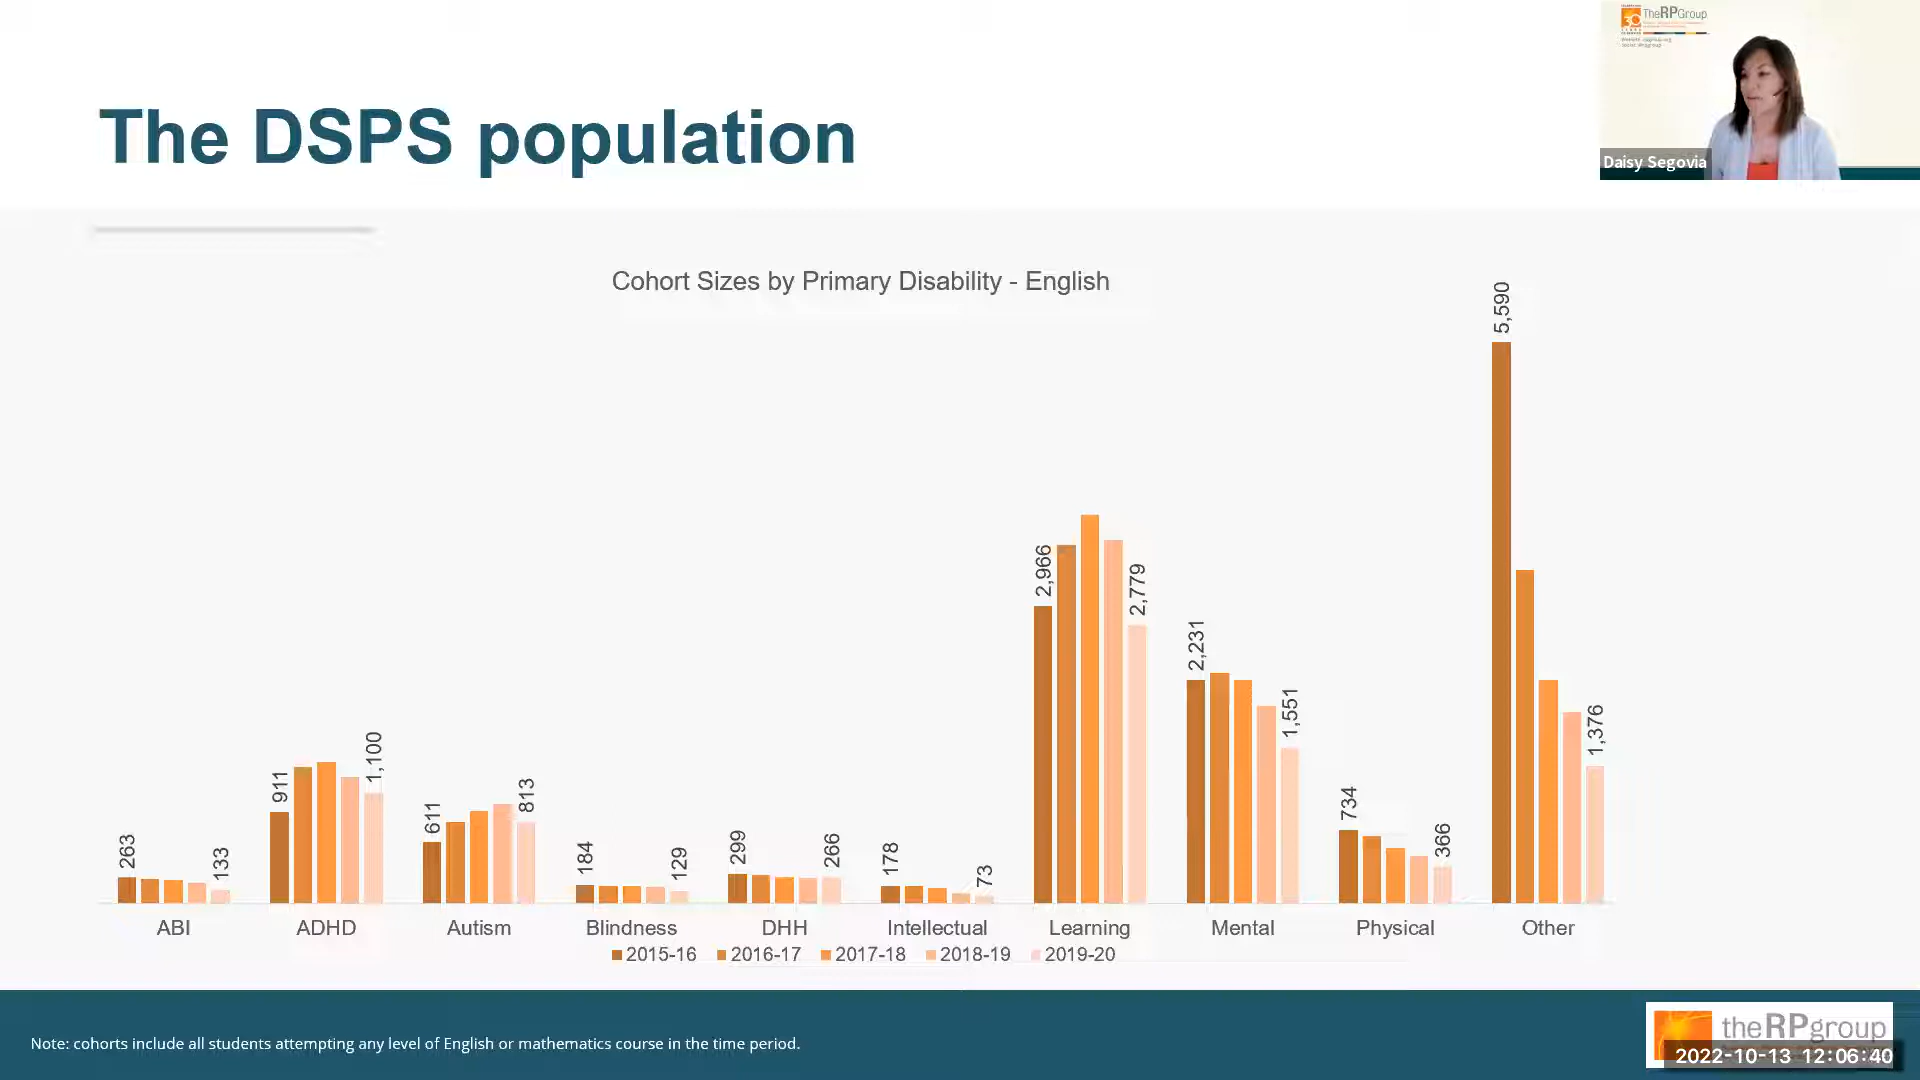 The DSPS population
TheRPGroup
Daisy Segovia
Cohort Sizes by Primary Disability - English
263
133
911
1,100
611
813
184
129
299
266
178
73
2,966
2,779
2,231
1,551
734
366
5,590
1,376
ABI
ADHD
Autism
Blindness
DHH
Intellectual
Learning
Mental
Physical
Other
2015-16 2016-17 2017-18 2018-19 2019-20
Note: cohorts include all students attempting any level of English or mathematics course in the time period.
theRPgroup
2022-10-13 12:06:40